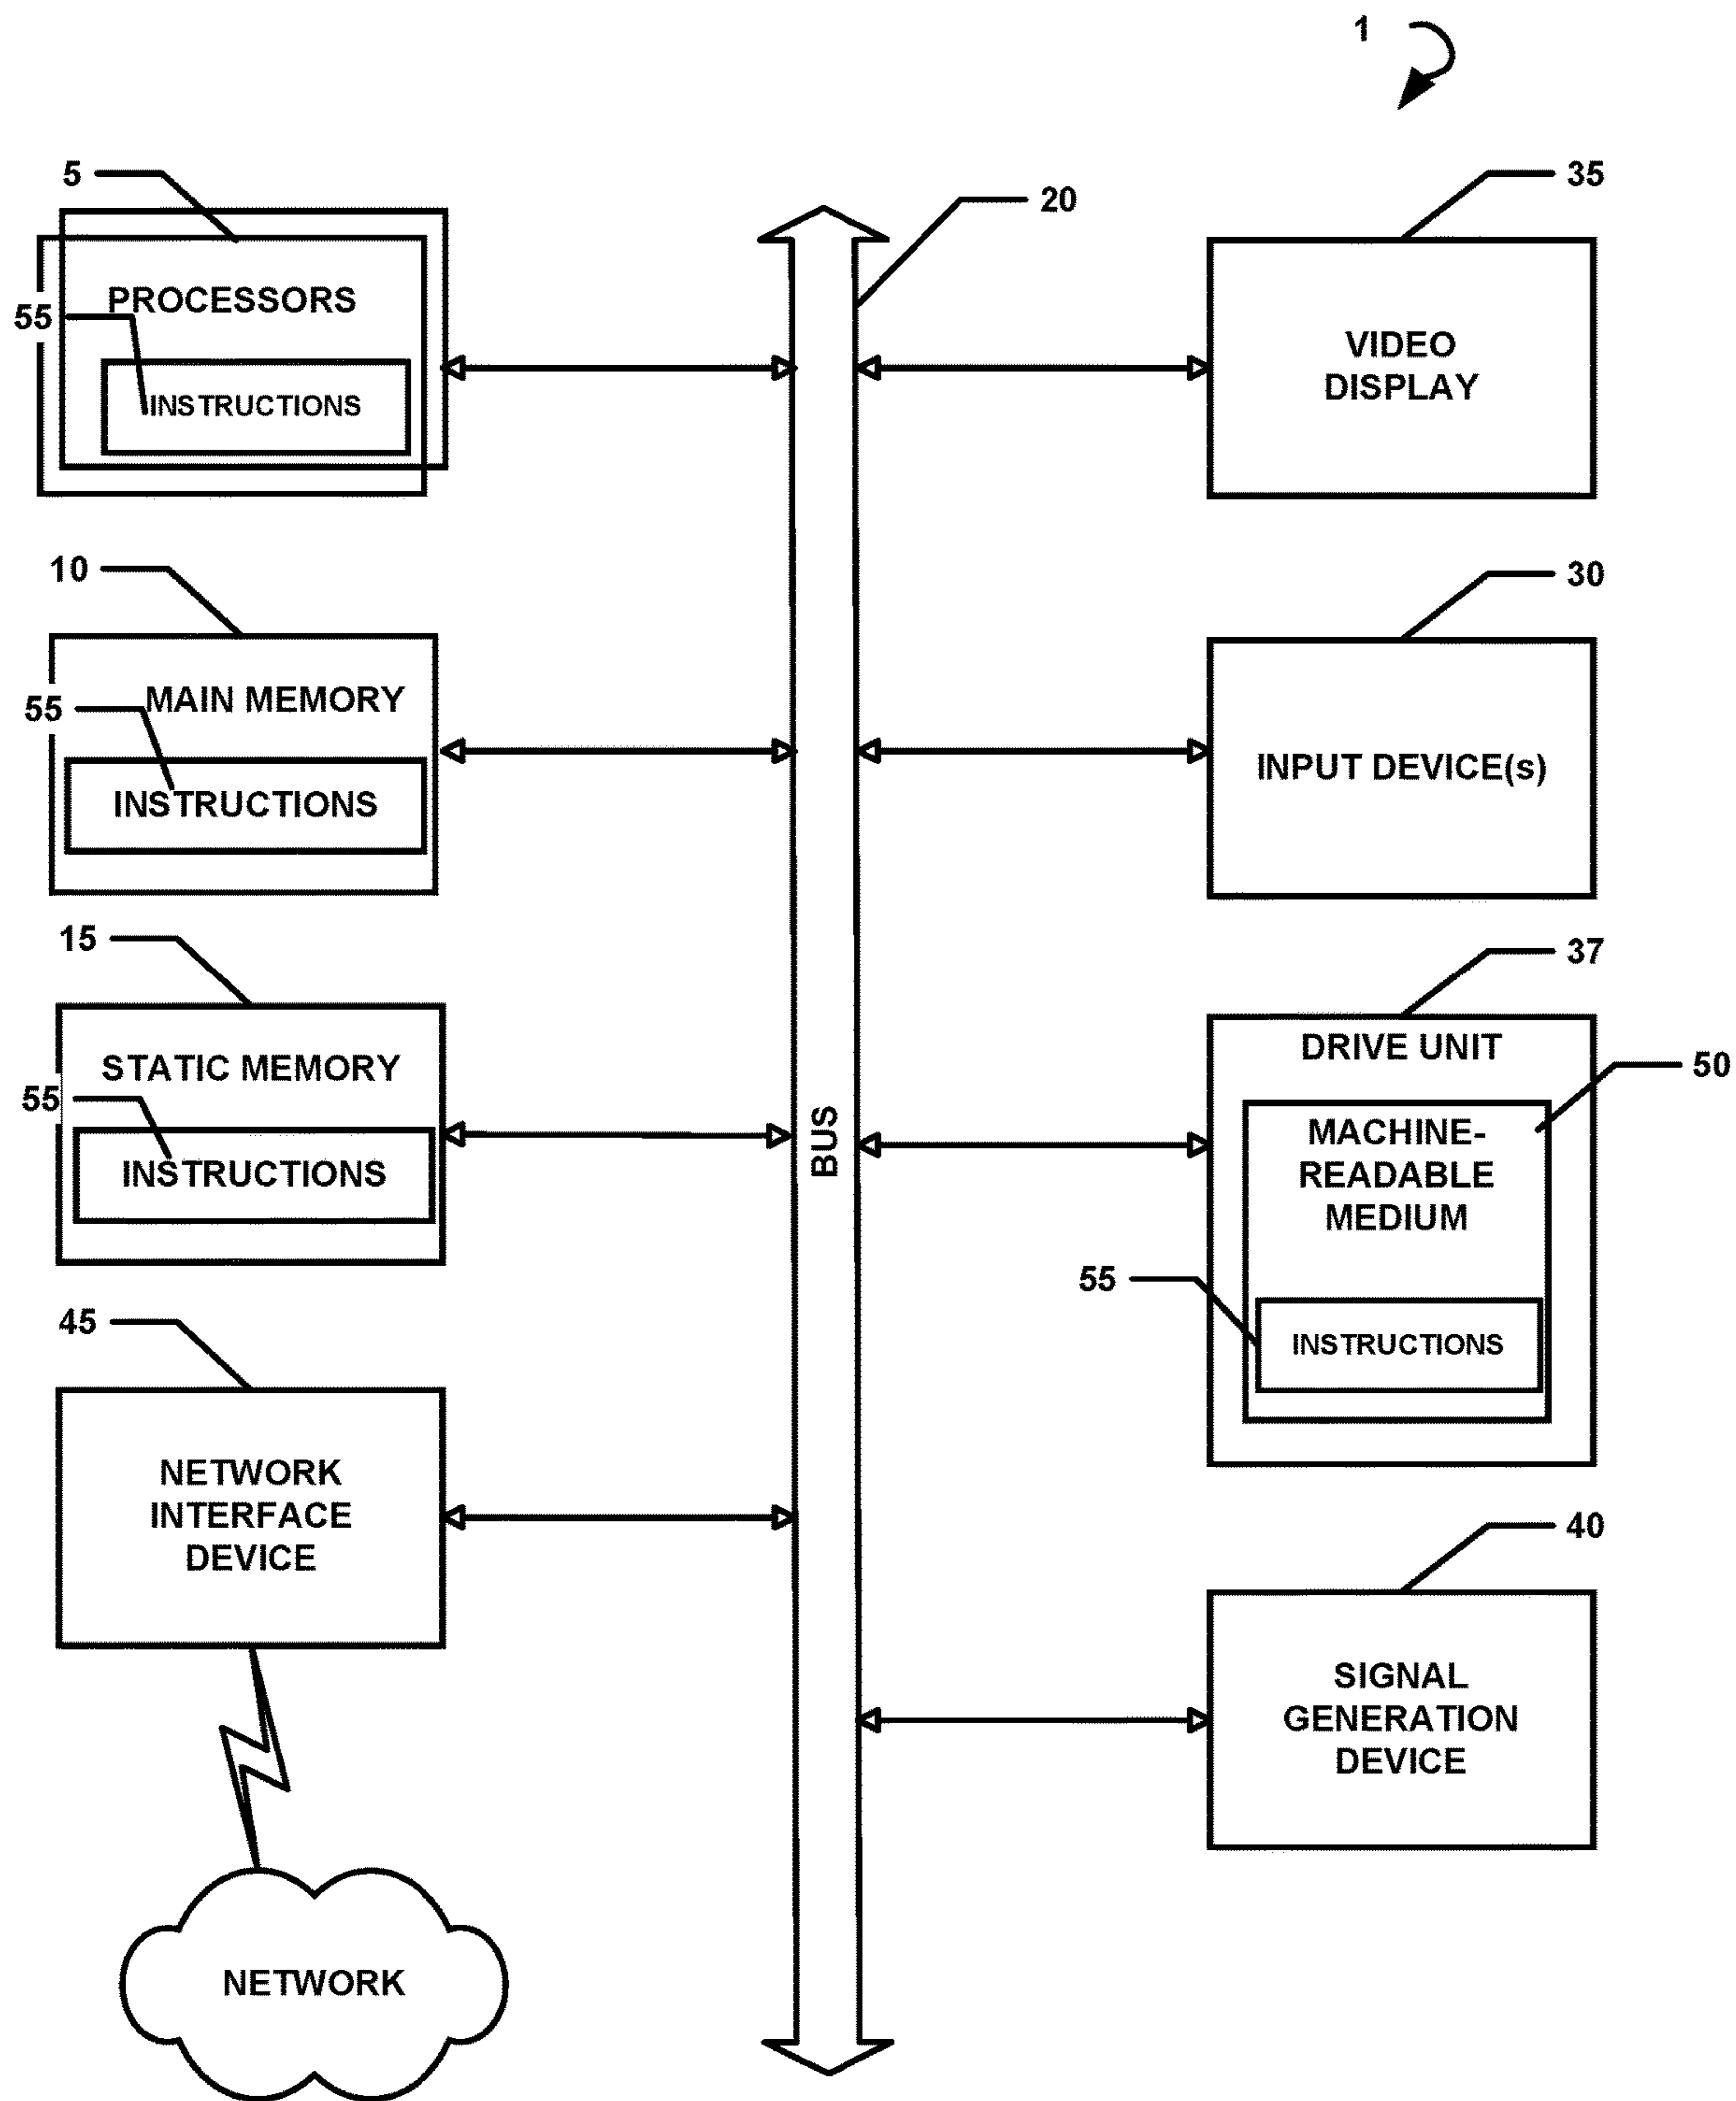 1
5
PROCESSORS
55
INSTRUCTIONS
10
MAIN MEMORY
55
INSTRUCTIONS
15
STATIC MEMORY
55
INSTRUCTIONS
45
NETWORK
INTERFACE
DEVICE
NETWORK
20
BUS
35
VIDEO
DISPLAY
30
INPUT DEVICE(s)
37
DRIVE UNIT
50
MACHINE-
READABLE
MEDIUM
55
INSTRUCTIONS
40
SIGNAL
GENERATION
DEVICE